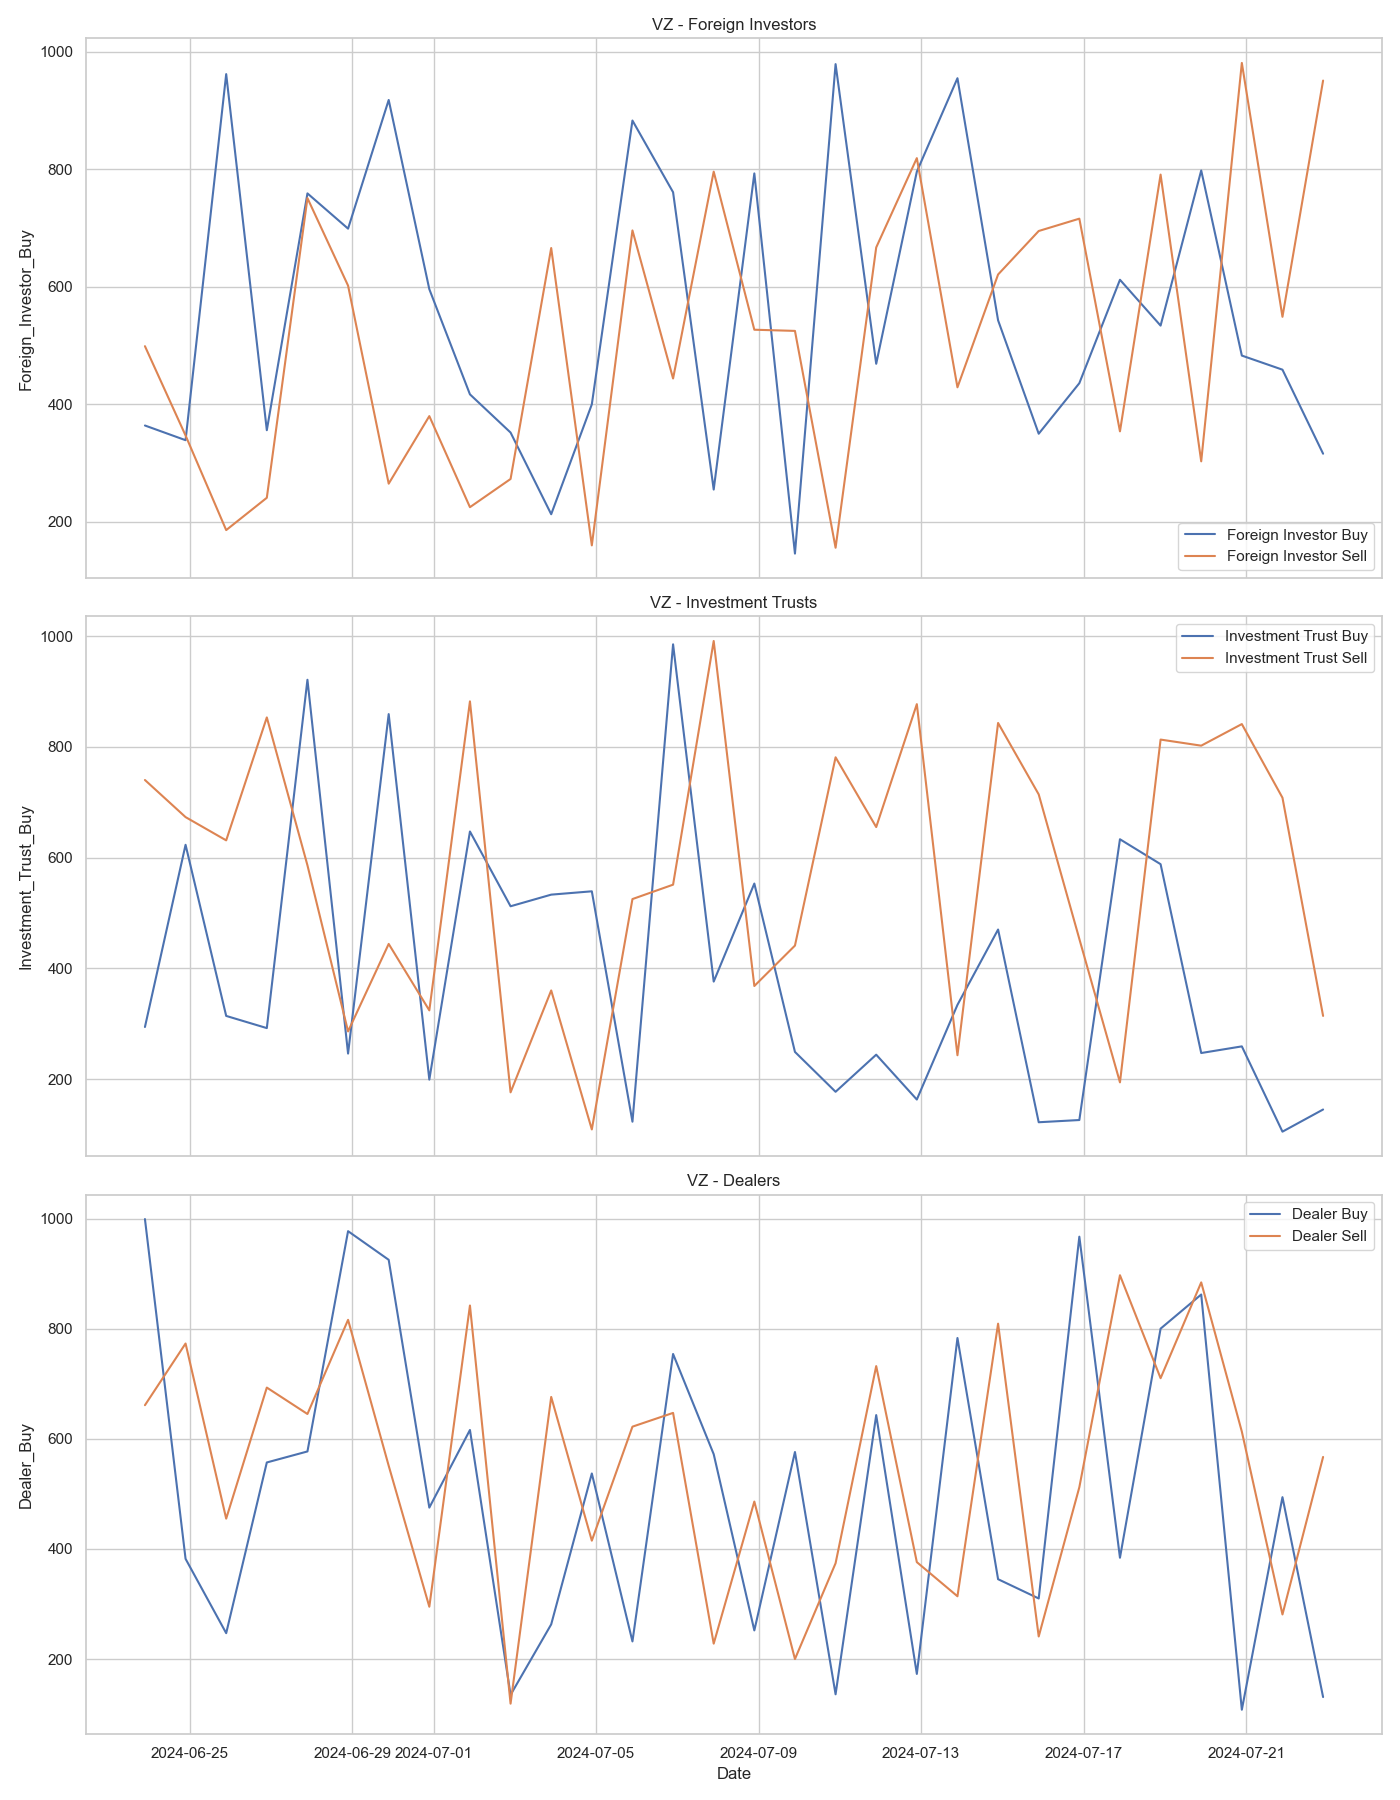 VZ - Foreign Investors
1000
800
600
400
200
Foreign_Investor_Buy
Foreign Investor Buy
Foreign Investor Sell
VZ - Investment Trusts
1000
800
600
400
200
Investment_Trust_Buy
Investment Trust Buy
Investment Trust Sell
VZ - Dealers
1000
800
600
400
200
Dealer_Buy
Dealer Buy
Dealer Sell
2024-06-25
2024-06-29
2024-07-01
2024-07-05
2024-07-09
2024-07-13
2024-07-17
2024-07-21
Date